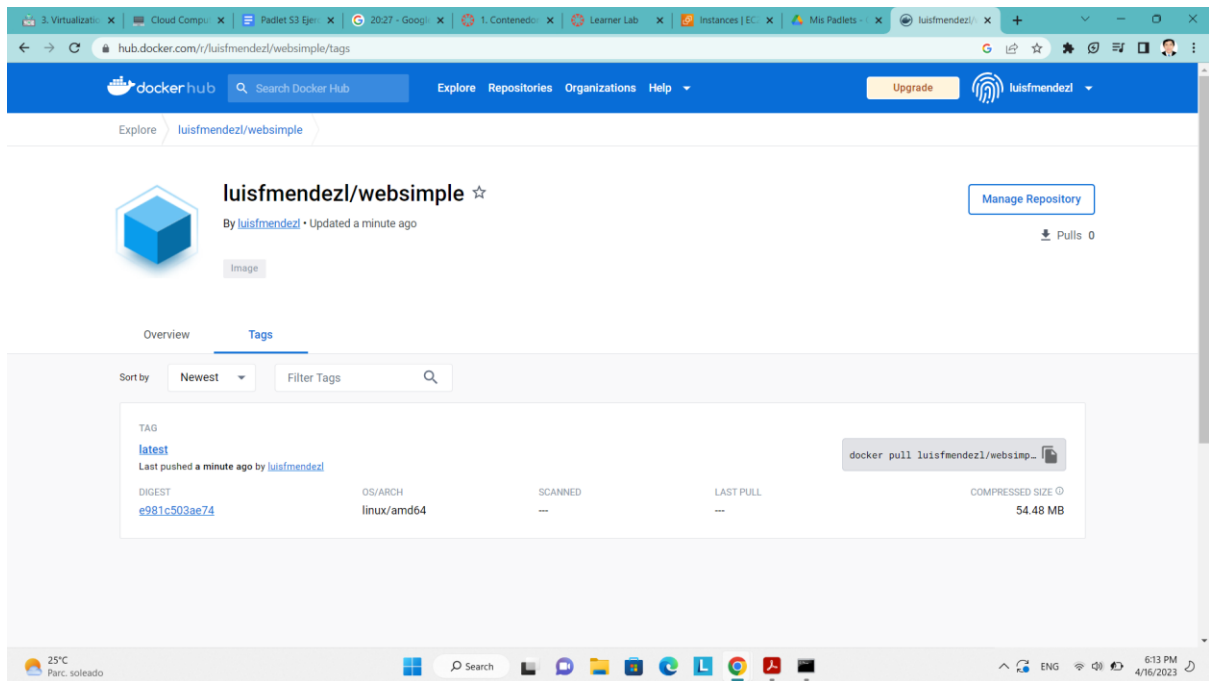 3. Virtualizatio
Cloud Compu
Padlet S3 Ejer
20:27 - Googl
1. Contenedor
Learner Lab
Instances | EC
Mis Padlets -
luisfmendezl/
hub.docker.com/r/luisfmendezl/websimple/tags
dockerhub
Search Docker Hub
Explore Repositories Organizations Help
Upgrade
luisfmendezl
Explore luisfmendezl/websimple
luisfmendezl/websimple
By luisfmendezl • Updated a minute ago
Manage Repository
Pulls 0
Image
Overview Tags
Sort by Newest Filter Tags
TAG
latest
Last pushed a minute ago by luisfmendezl
docker pull luisfmendezl/websimp…
DIGEST OS/ARCH SCANNED LAST PULL COMPRESSED SIZE
e981c503ae74 linux/amd64 --- --- 54.48 MB
25°C
Parc. soleado
Search
ENG
6:13 PM
4/16/2023